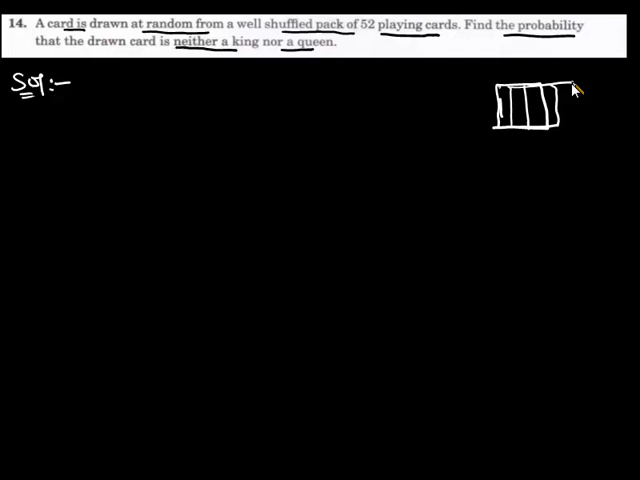 14. A card is drawn at random from a well shuffled pack of 52 playing cards. Find the probability
that the drawn card is neither a king nor a queen.
Sol:-